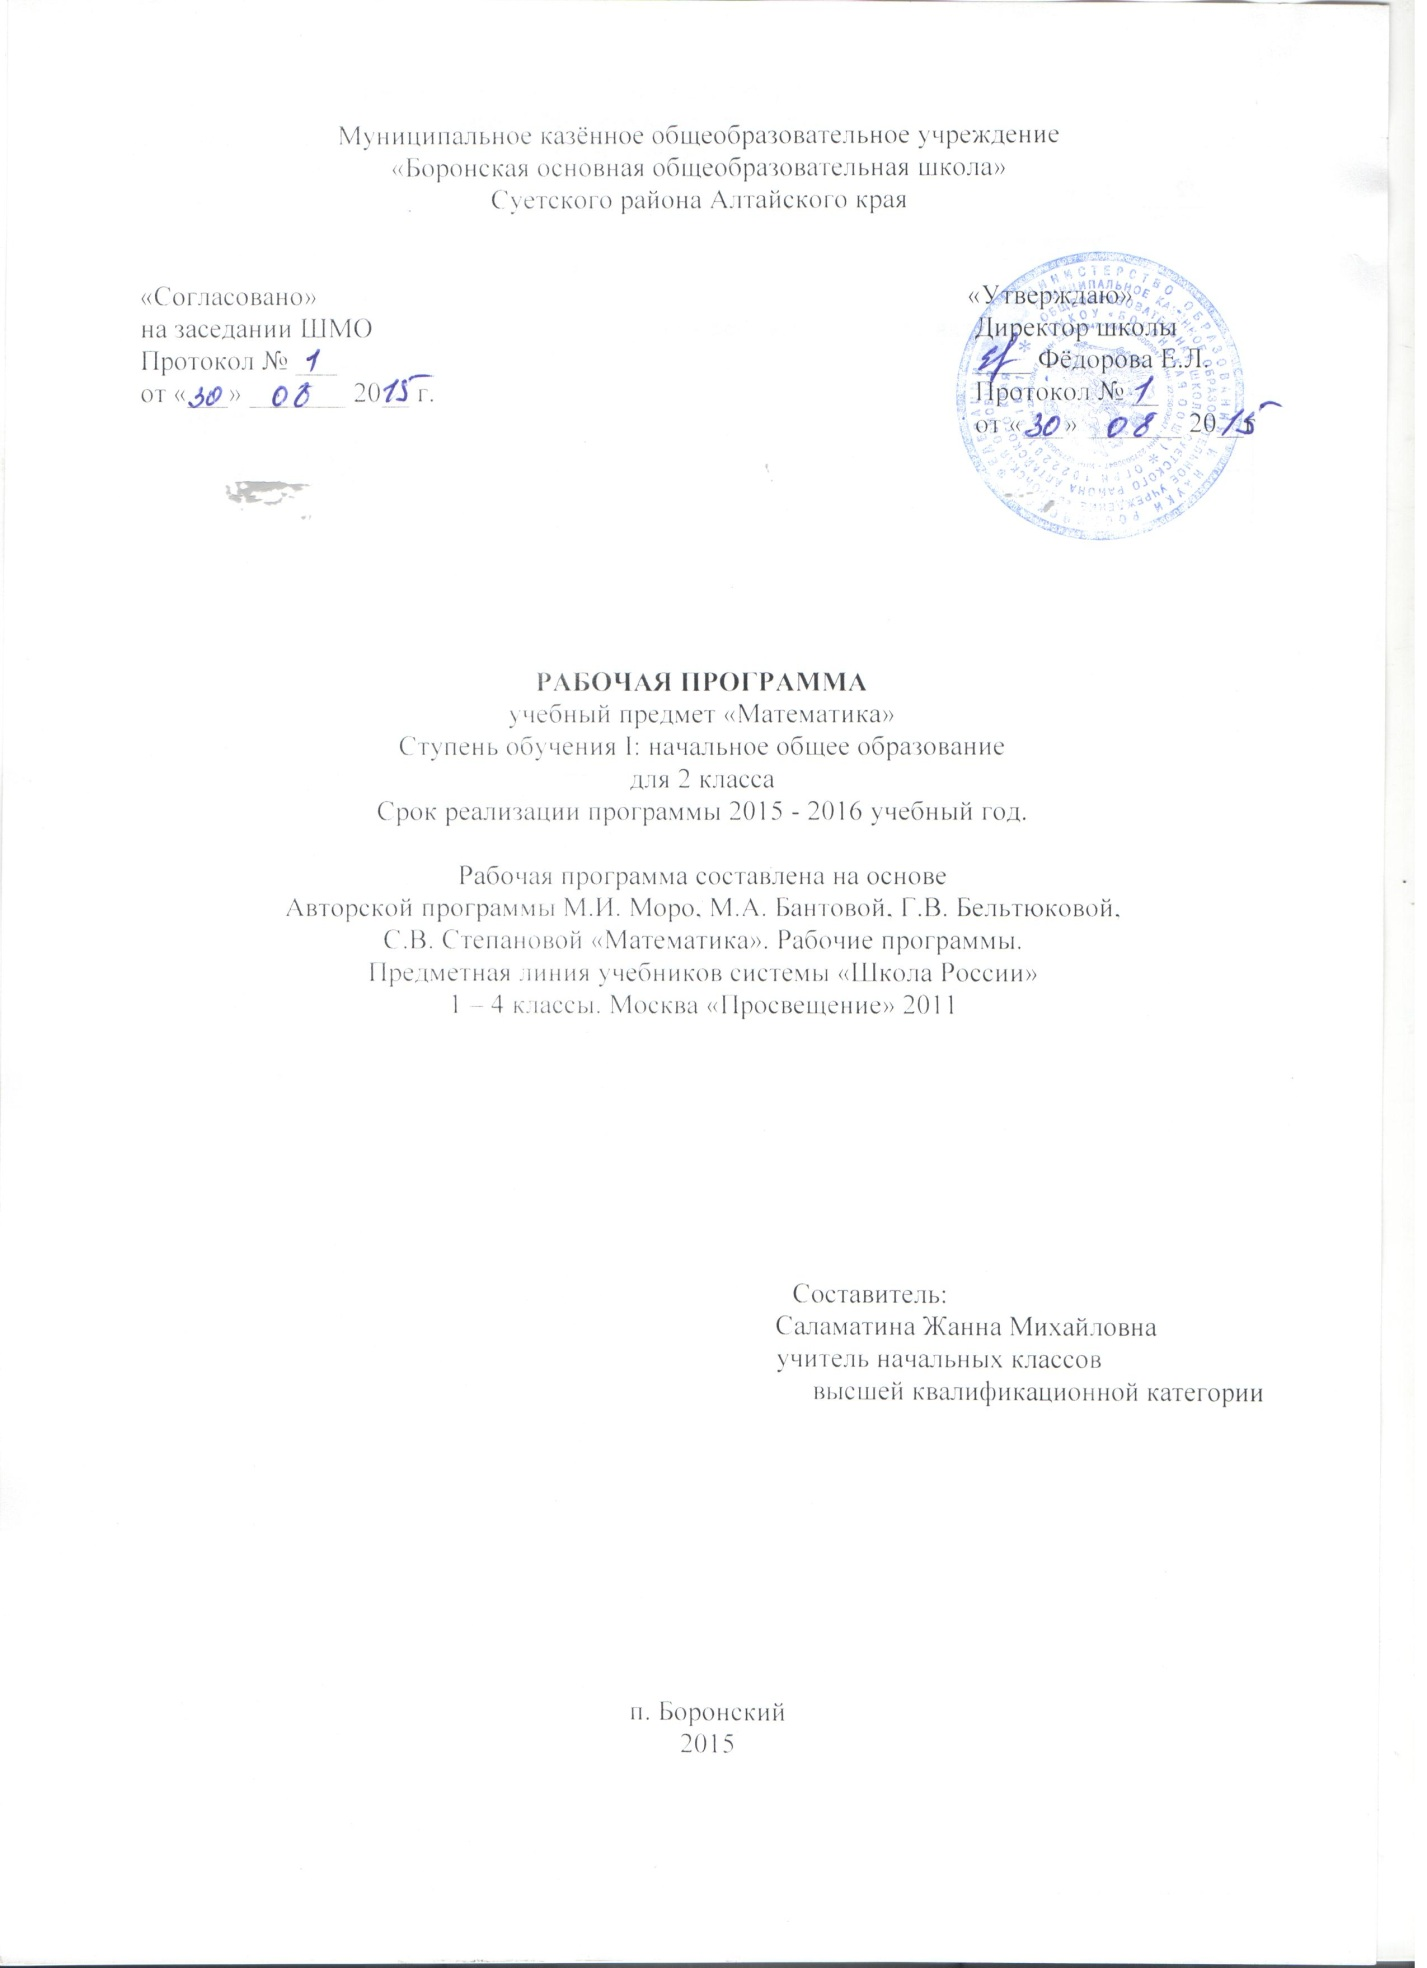 Муниципальное казённое общеобразовательное учреждение
«Боронская основная общеобразовательная школа»
Суетского района Алтайского края
«Согласовано»
на заседании ШМО
Протокол № 1
от «30» 08 2015 г.
«Утверждаю»
Директор школы
Фёдорова Е.Л.
Протокол № 1
от «30» 08 2015
РАБОЧАЯ ПРОГРАММА
учебный предмет «Математика»
Ступень обучения I: начальное общее образование
для 2 класса
Срок реализации программы 2015 - 2016 учебный год.
Рабочая программа составлена на основе
Авторской программы М.И. Моро, М.А. Бантовой, Г.В. Бельтюковой,
С.В. Степановой «Математика». Рабочие программы.
Предметная линия учебников системы «Школа России»
1 – 4 классы. Москва «Просвещение» 2011
Составитель:
Саламатина Жанна Михайловна
учитель начальных классов
высшей квалификационной категории
п. Боронский
2015